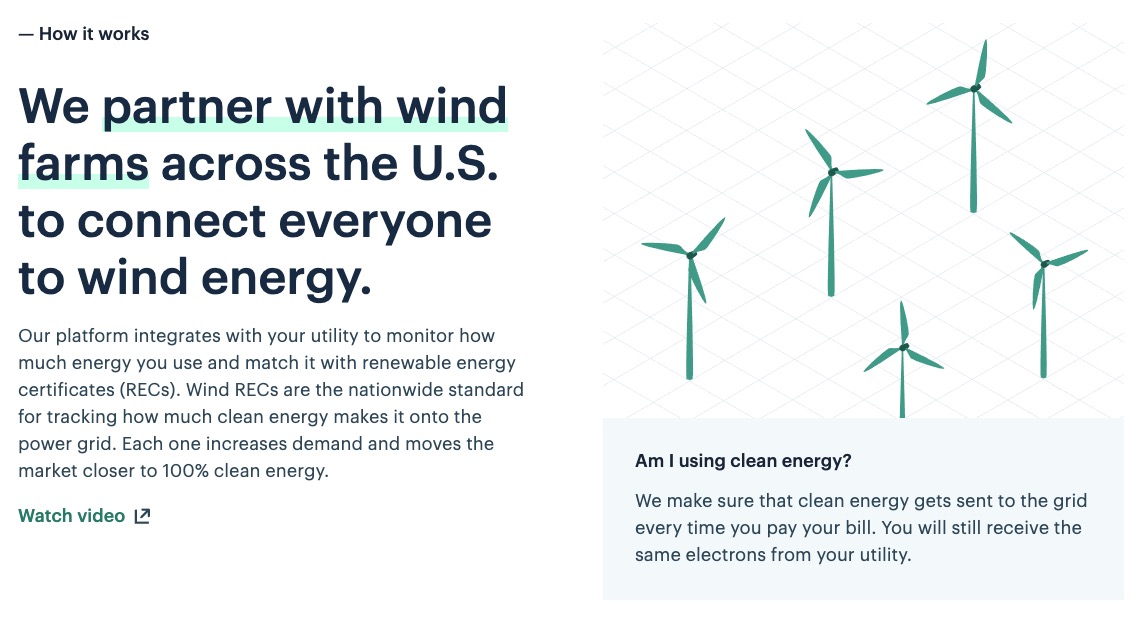 — How it works
We partner with wind
farms across the U.S.
to connect everyone
to wind energy.
Our platform integrates with your utility to monitor how
much energy you use and match it with renewable energy
certificates (RECs). Wind RECs are the nationwide standard
for tracking how much clean energy makes it onto the
power grid. Each one increases demand and moves the
market closer to 100% clean energy.
Watch video
Am I using clean energy?
We make sure that clean energy gets sent to the grid
every time you pay your bill. You will still receive the
same electrons from your utility.